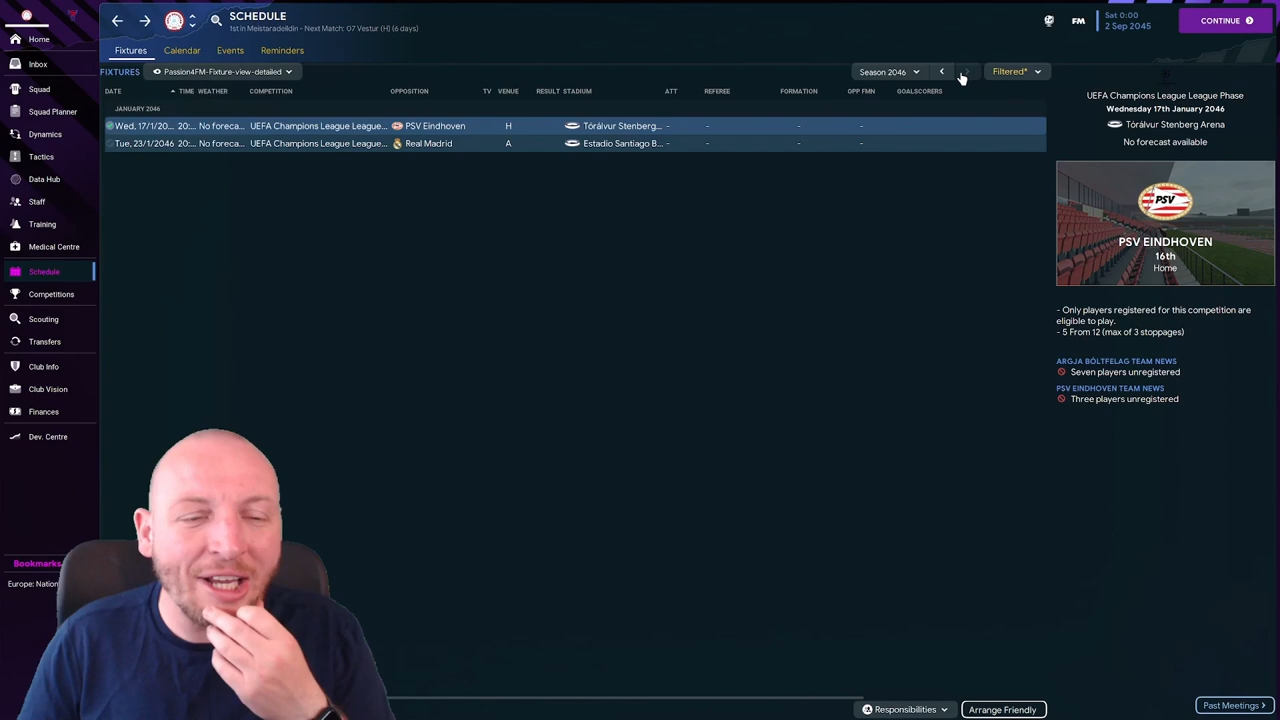 SCHEDULE
1st in Meistaradeildin - Next Match: 07 Vestur (H) (6 days)
FM
Sat 0:00
2 Sep 2045
CONTINUE
Fixtures
Calendar
Events
Reminders
FIXTURES
Passion4FM-Fixture-view-detailed
Season 2046
Filtered*
DATE TIME WEATHER COMPETITION OPPOSITION TV VENUE RESULT STADIUM ATT REFEREE FORMATION OPP FMN GOALSCORERS
JANUARY 2046
Wed, 17/1/20... 20:... No foreca... UEFA Champions League League... PSV Eindhoven H Tórálvur Stenberg... - - - -
Tue, 23/1/2046 20:... No foreca... UEFA Champions League League... Real Madrid A Estadio Santiago B... - - - -
Home
Inbox
Squad
Squad Planner
Dynamics
Tactics
Data Hub
Staff
Training
Medical Centre
Schedule
Competitions
Scouting
Transfers
Club Info
Club Vision
Finances
Dev. Centre
Bookmarks
Europe: Nation
UEFA Champions League League Phase
Wednesday 17th January 2046
Tórálvur Stenberg Arena
No forecast available
PSV
PSV EINDHOVEN
16th
Home
- Only players registered for this competition are
eligible to play.
- 5 From 12 (max of 3 stoppages)
ARGJA BÓLTFELAG TEAM NEWS
Seven players unregistered
PSV EINDHOVEN TEAM NEWS
Three players unregistered
Responsibilities
Arrange Friendly
Past Meetings >